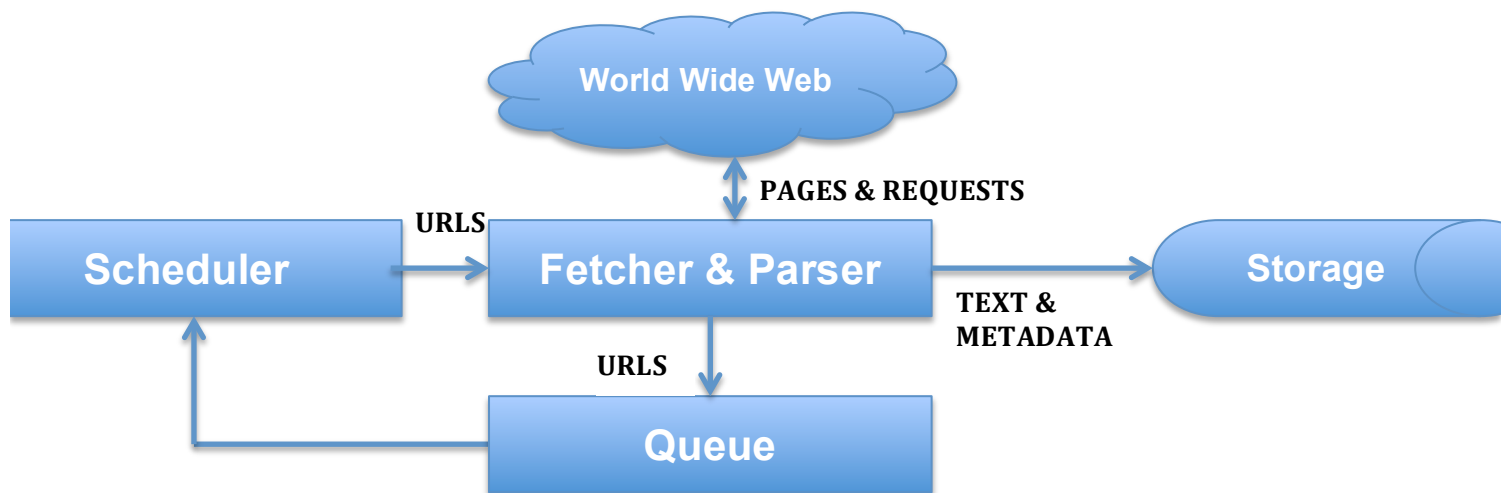 World Wide Web
PAGES & REQUESTS
URLS
Scheduler
Fetcher & Parser
Storage
TEXT &
METADATA
URLS
Queue